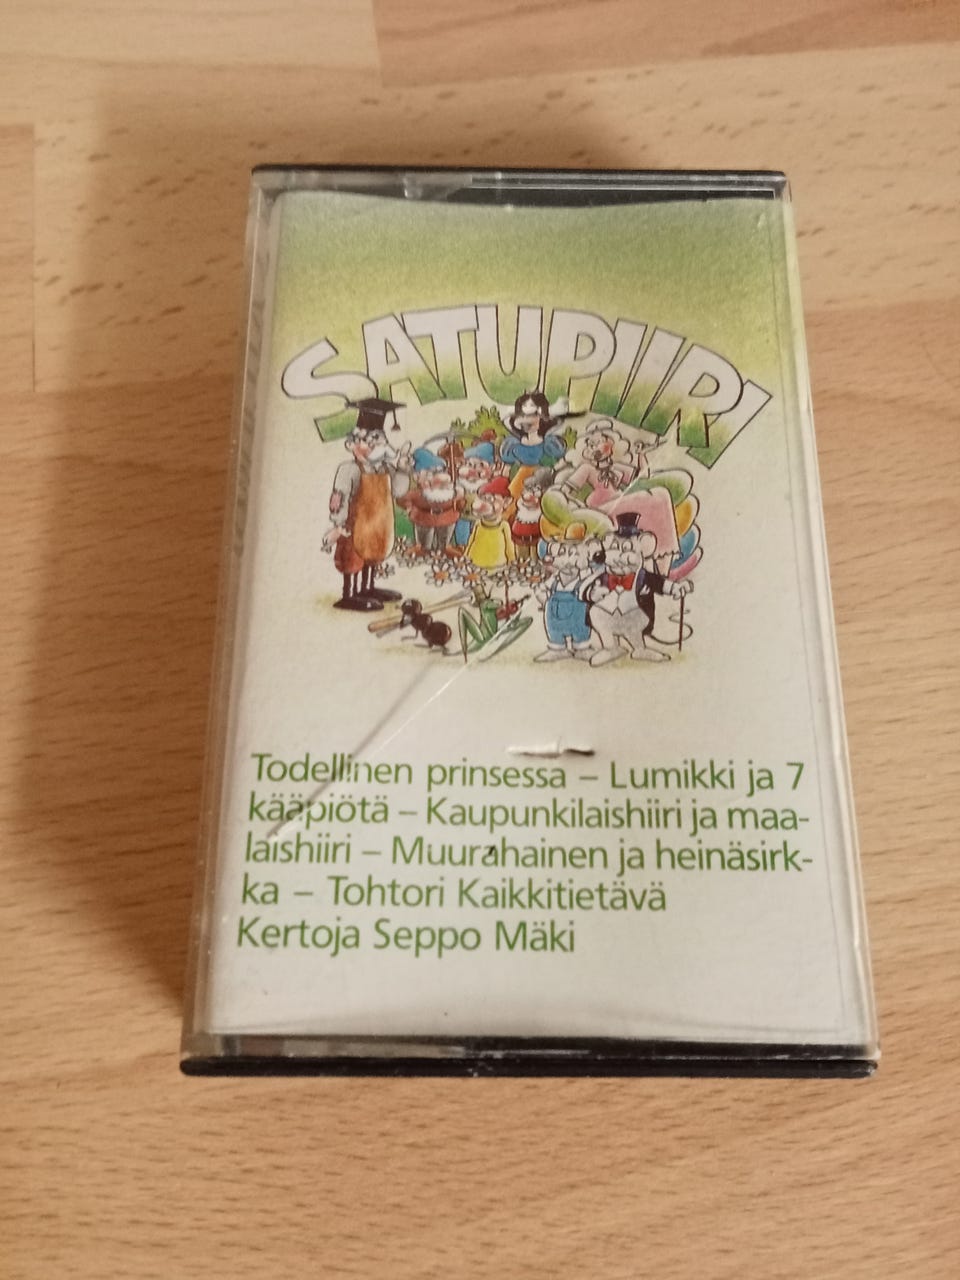 SATUPIIRI
Todellinen prinsessa – Lumikki ja 7
kääpiötä – Kaupunkilaishiiri ja maa-
laishiiri – Muurahainen ja heinäsirk-
ka – Tohtori Kaikkitietävä
Kertoja Seppo Mäki